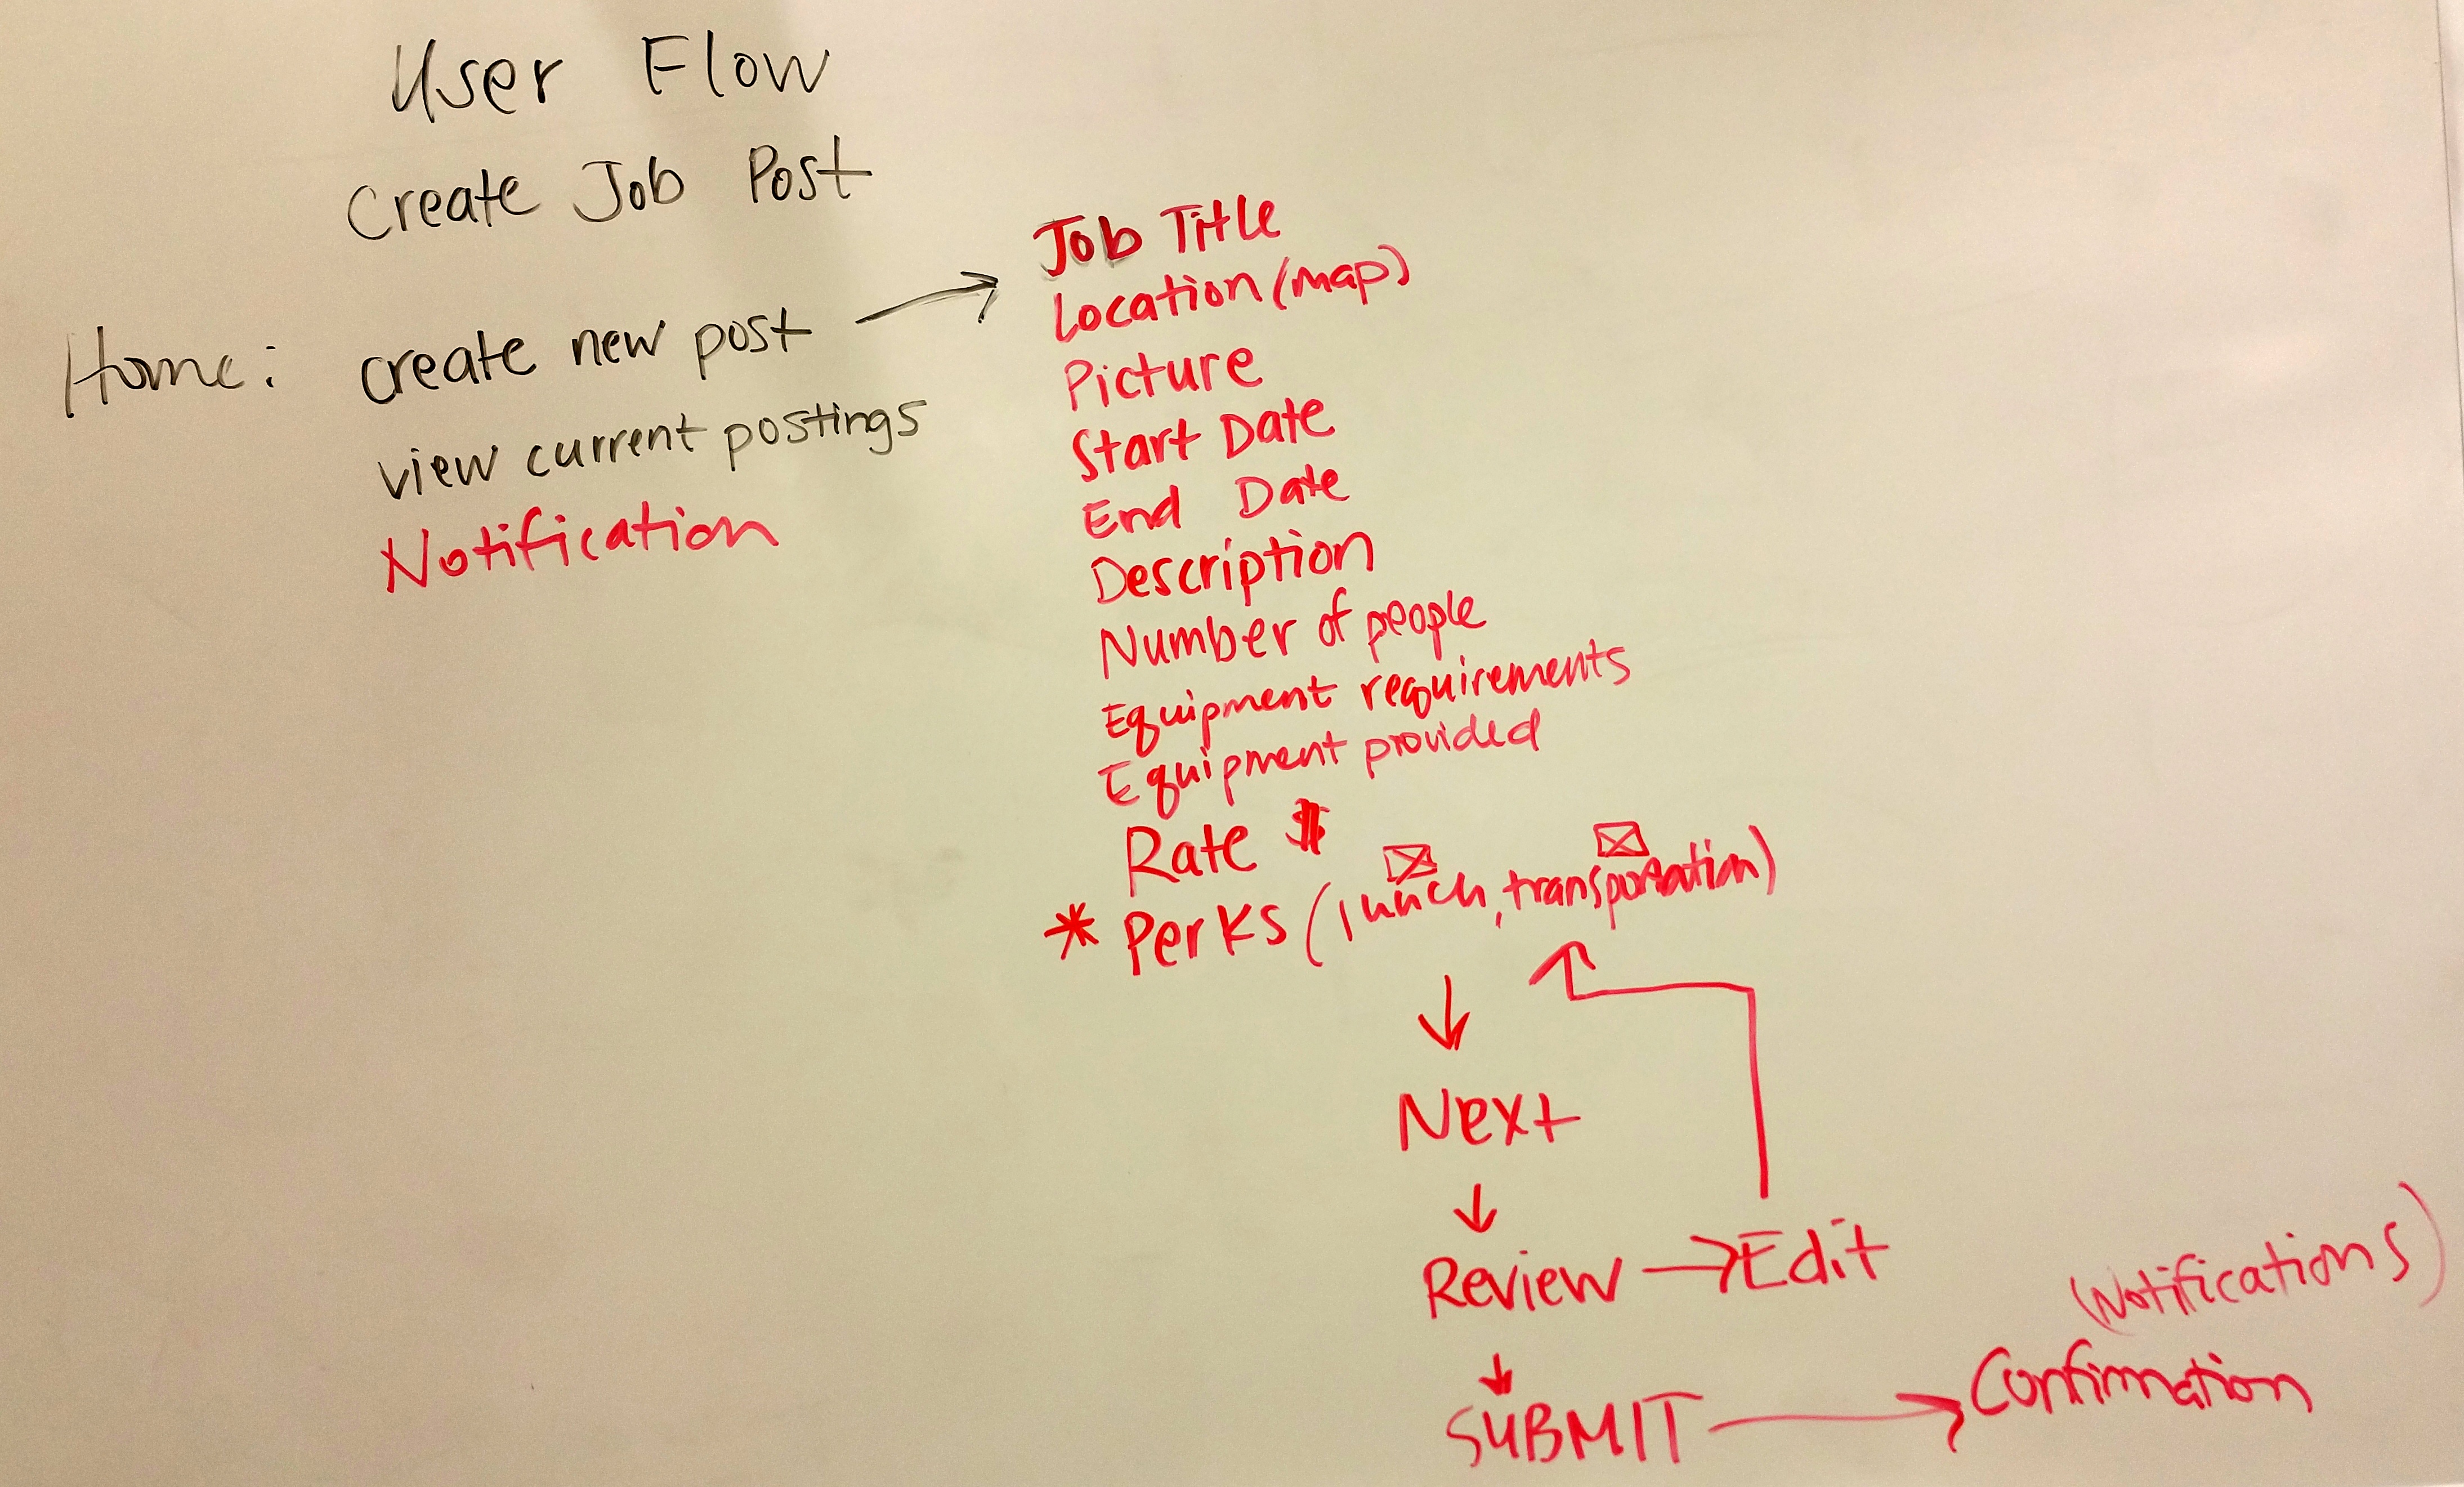 User Flow
Create Job Post
Home: create new post
view current postings
Notification
Job Title
Location (map)
Picture
Start Date
End Date
Description
Number of people
Equipment requirements
Equipment provided
Rate $
* Perks (lunch, transportation)
Next
Review → Edit
(Notifications)
SUBMIT → Confirmation